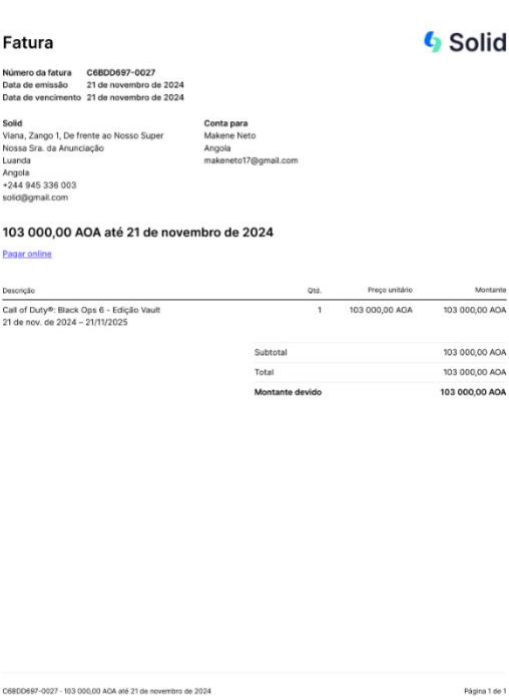 Fatura
Solid
Número da fatura C6BDD697-0027
Data de emissão 21 de novembro de 2024
Data de vencimento 21 de novembro de 2024
Solid
Viana, Zango 1, De frente ao Nosso Super
Nossa Sra. da Anunciação
Luanda
Angola
+244 945 336 003
solid@gmail.com
Conta para
Makene Neto
Angola
makeneto17@gmail.com
103 000,00 AOA até 21 de novembro de 2024
Pagar online
Descrição Qtd. Preço unitário Montante
Call of Duty®: Black Ops 6 - Edição Vault 1 103 000,00 AOA 103 000,00 AOA
21 de nov. de 2024 – 21/11/2025
Subtotal 103 000,00 AOA
Total 103 000,00 AOA
Montante devido 103 000,00 AOA
C6BDD697-0027 · 103 000,00 AOA até 21 de novembro de 2024 Página 1 de 1